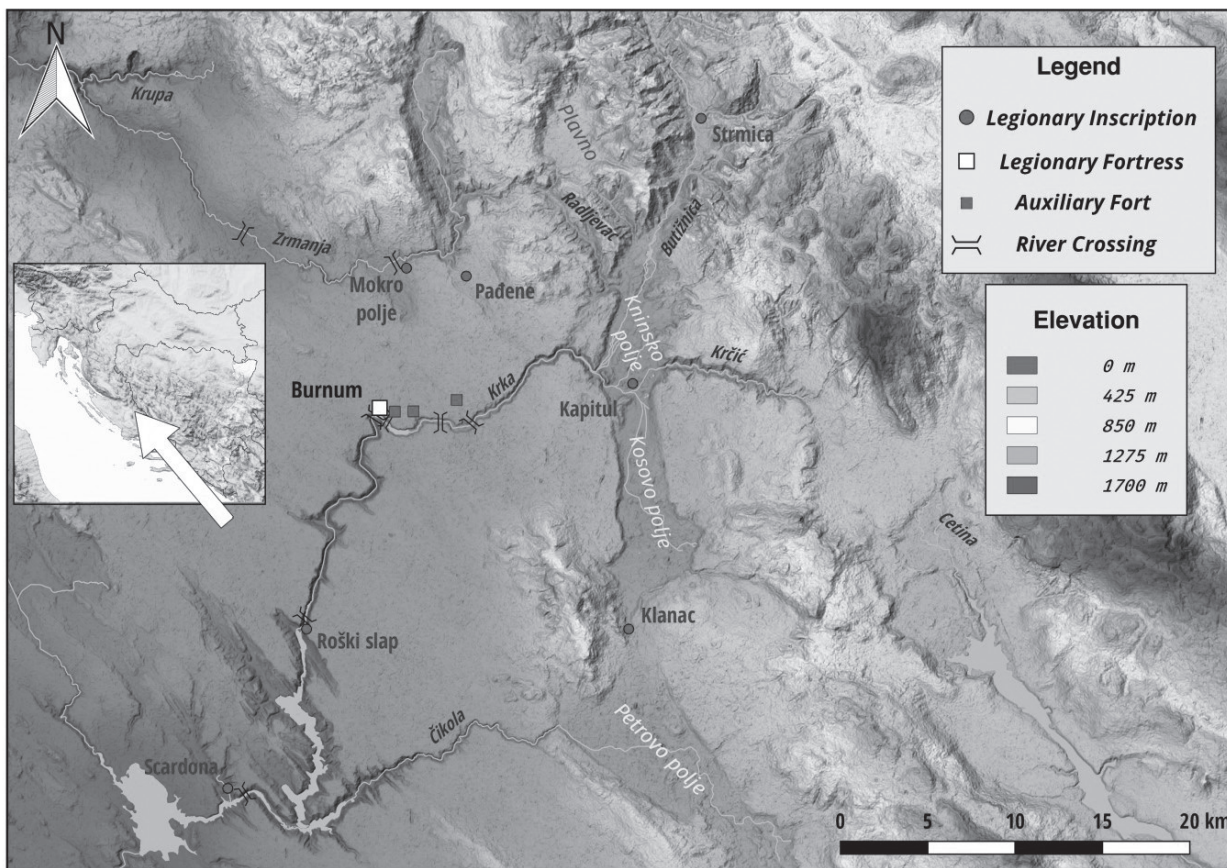 N
Krupa
Zrmanja
Mokro
polje
Pađene
Plavno
Strmica
Radljevac
Butižnica
Kninsko
polje
Krčić
Krka
Burnum
Kapitul
Kosovo polje
Cetina
Klanac
Roški slap
Čikola
Petrovo polje
Scardona
Legend
Legionary Inscription
Legionary Fortress
Auxiliary Fort
River Crossing
Elevation
0 m
425 m
850 m
1275 m
1700 m
0 5 10 15 20 km